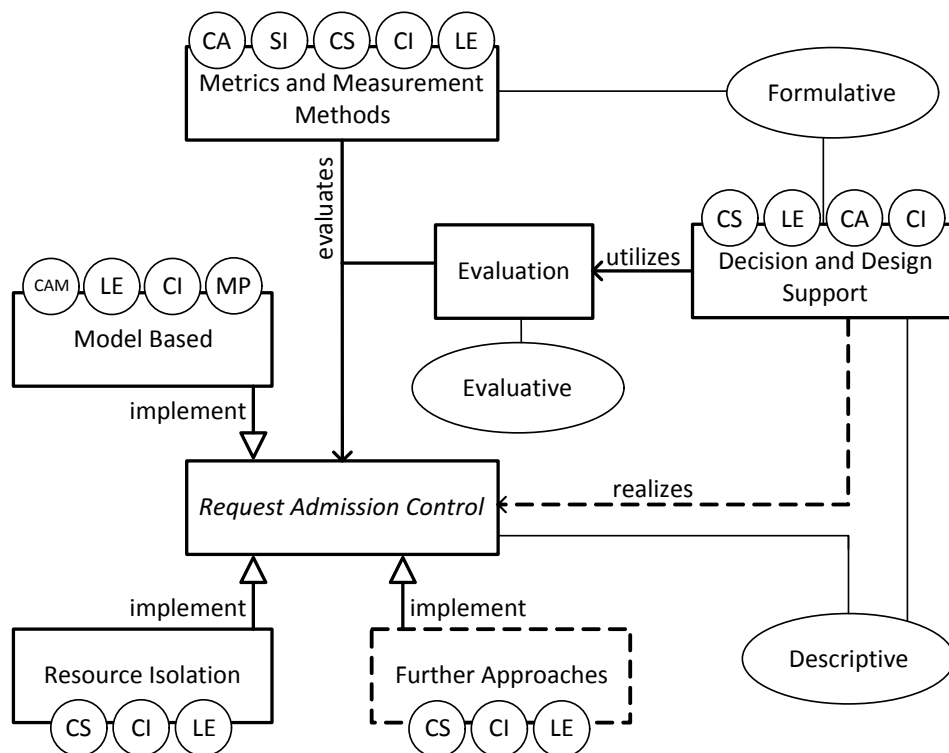 CA SI CS CI LE
Metrics and Measurement
Methods
Formulative
evaluates
CS LE CA CI
Decision and Design
Support
utilizes
Evaluation
CAM LE CI MP
Model Based
Evaluative
implement
Request Admission Control
realizes
implement
implement
Resource Isolation
CS CI LE
Further Approaches
CS CI LE
Descriptive